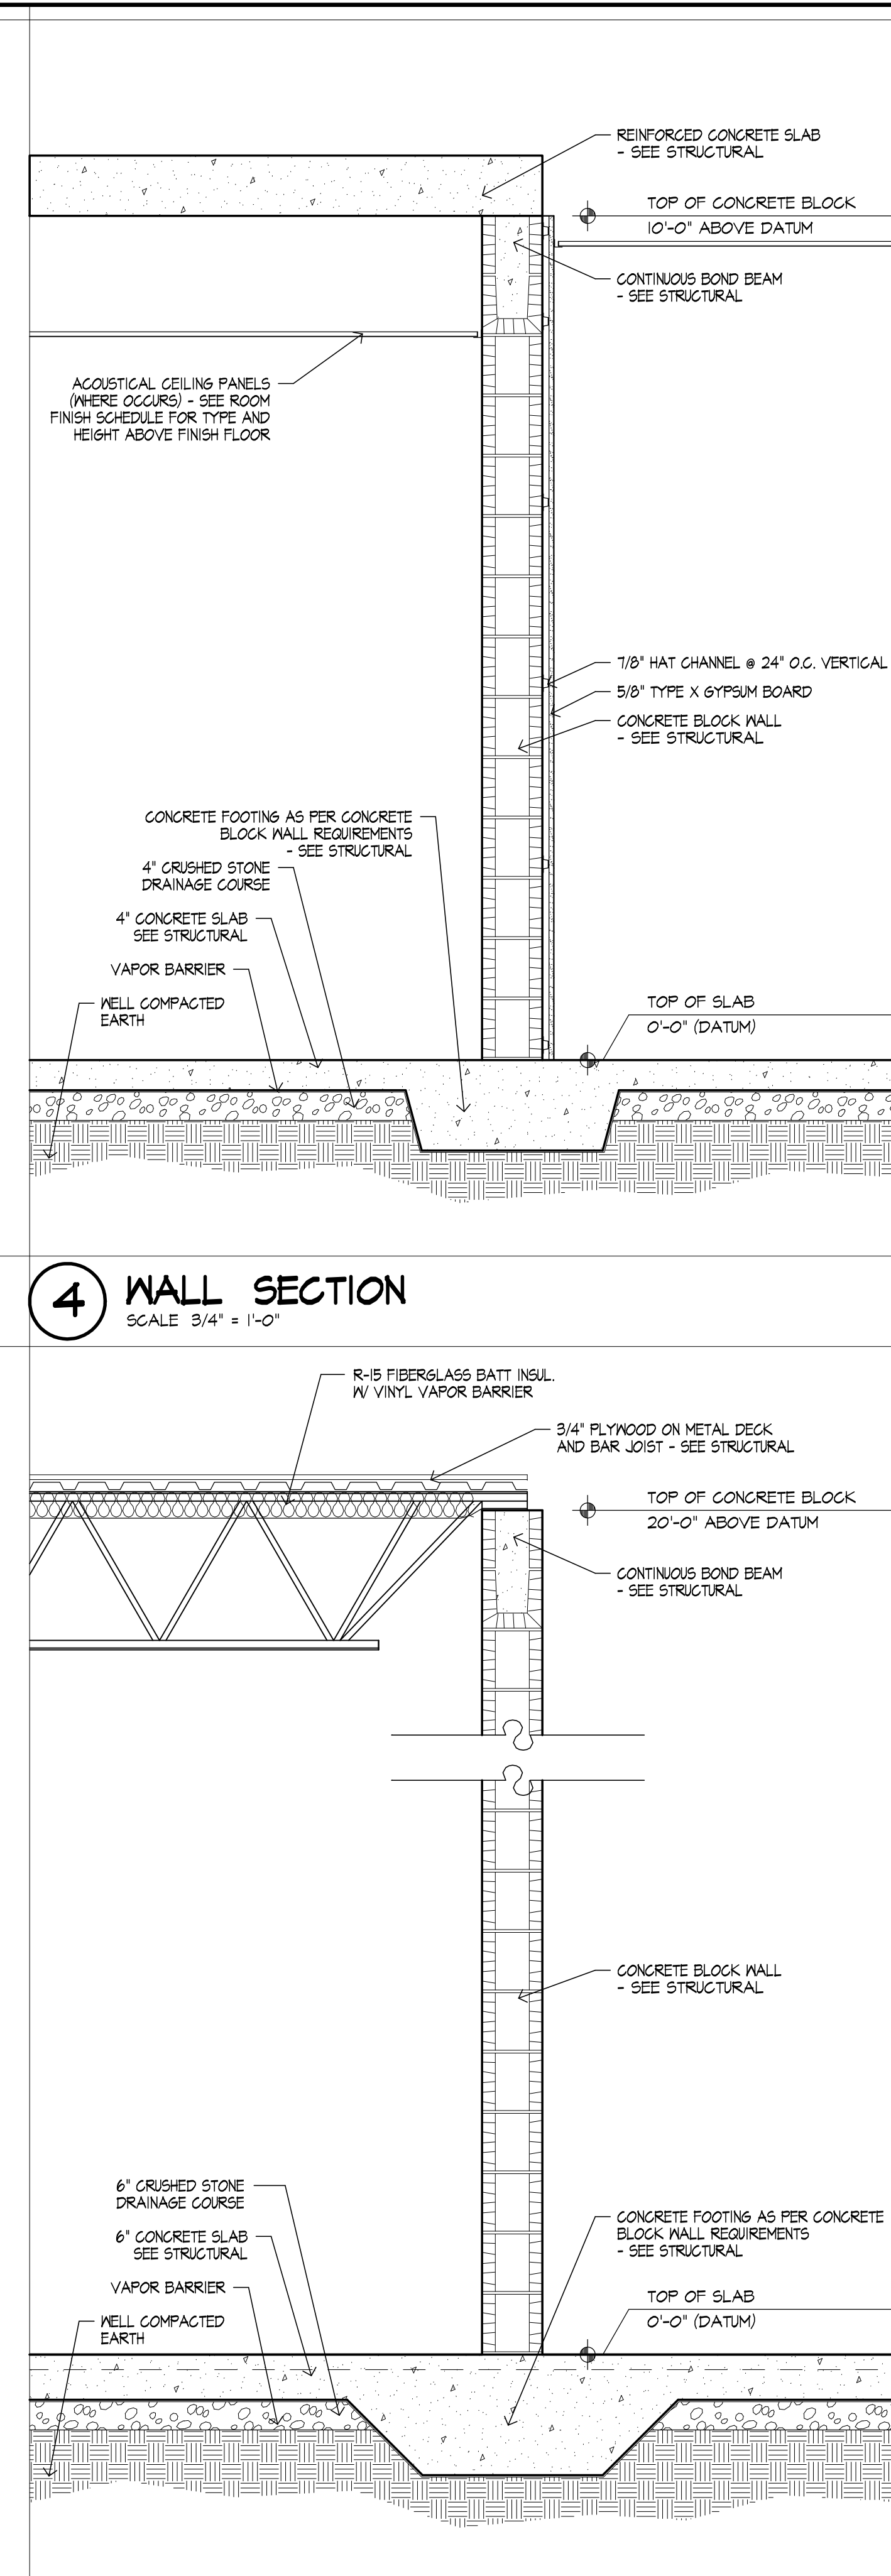 REINFORCED CONCRETE SLAB
- SEE STRUCTURAL
TOP OF CONCRETE BLOCK
10'-0" ABOVE DATUM
CONTINUOUS BOND BEAM
- SEE STRUCTURAL
ACOUSTICAL CEILING PANELS
(WHERE OCCURS) - SEE ROOM
FINISH SCHEDULE FOR TYPE AND
HEIGHT ABOVE FINISH FLOOR
7/8" HAT CHANNEL @ 24" O.C. VERTICAL
5/8" TYPE X GYPSUM BOARD
CONCRETE BLOCK WALL
- SEE STRUCTURAL
CONCRETE FOOTING AS PER CONCRETE
BLOCK WALL REQUIREMENTS
- SEE STRUCTURAL
4" CRUSHED STONE
DRAINAGE COURSE
4" CONCRETE SLAB
SEE STRUCTURAL
VAPOR BARRIER
WELL COMPACTED
EARTH
TOP OF SLAB
0'-0" (DATUM)
4 WALL SECTION
SCALE 3/4" = 1'-0"
R-15 FIBERGLASS BATT INSUL.
W/ VINYL VAPOR BARRIER
3/4" PLYWOOD ON METAL DECK
AND BAR JOIST - SEE STRUCTURAL
TOP OF CONCRETE BLOCK
20'-0" ABOVE DATUM
CONTINUOUS BOND BEAM
- SEE STRUCTURAL
CONCRETE BLOCK WALL
- SEE STRUCTURAL
6" CRUSHED STONE
DRAINAGE COURSE
6" CONCRETE SLAB
SEE STRUCTURAL
VAPOR BARRIER
WELL COMPACTED
EARTH
CONCRETE FOOTING AS PER CONCRETE
BLOCK WALL REQUIREMENTS
- SEE STRUCTURAL
TOP OF SLAB
0'-0" (DATUM)